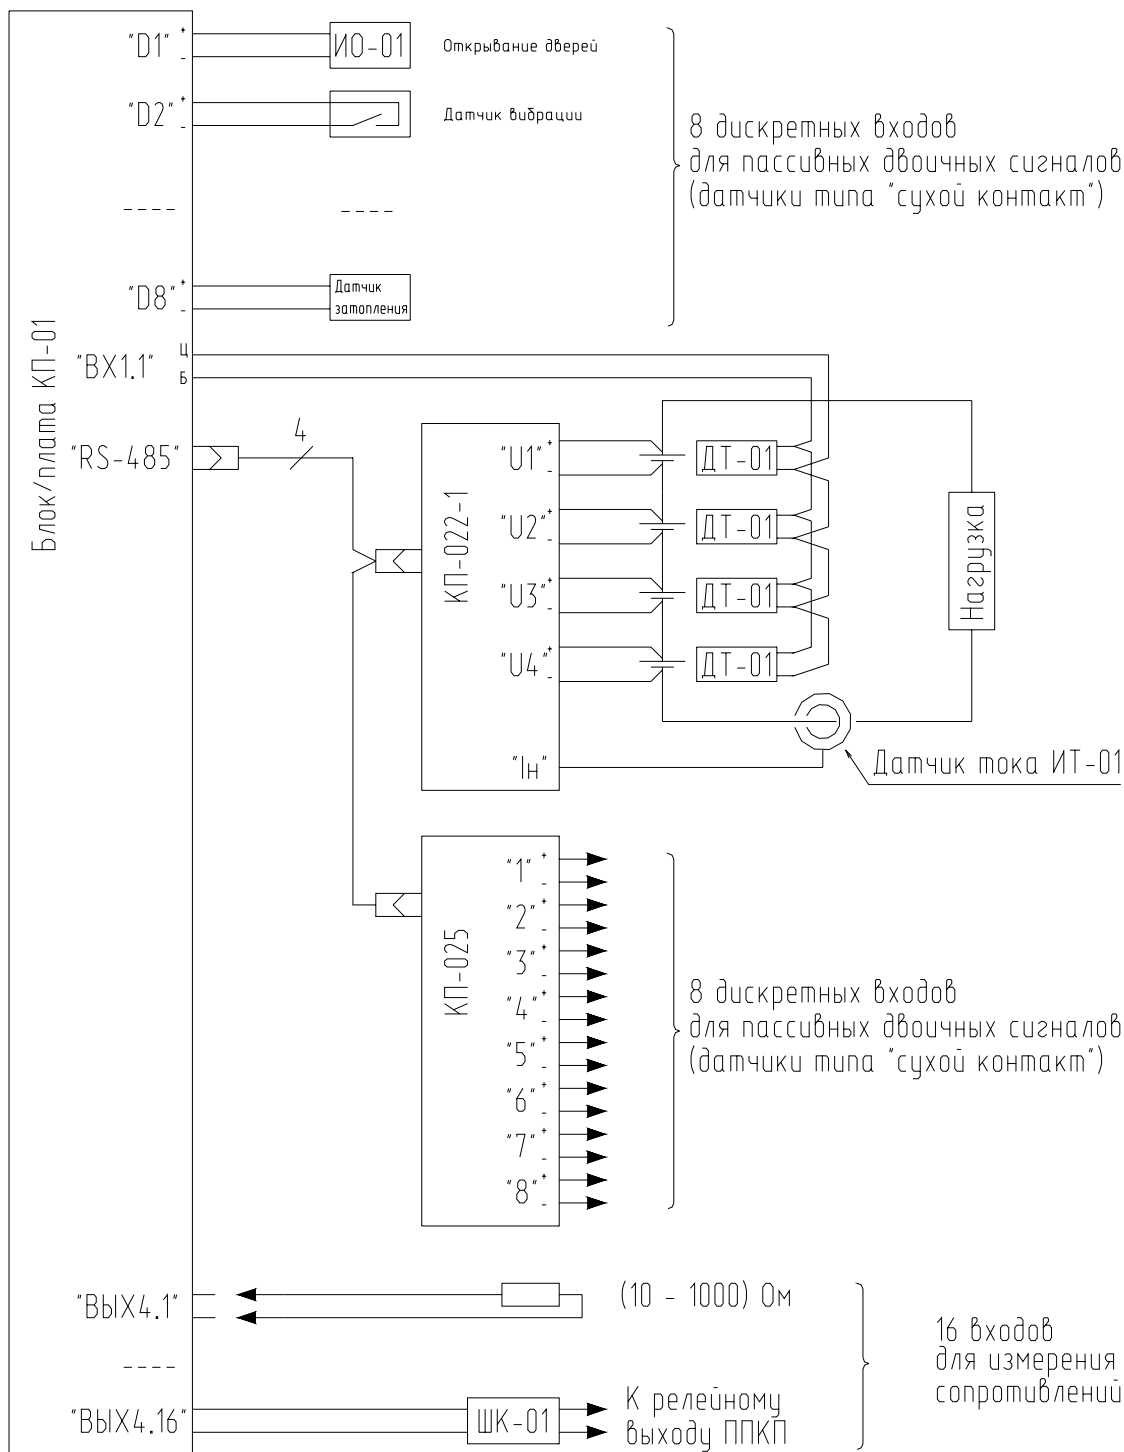 Блок/плата КП-01
"D1" + -
ИО-01
Открывание дверей
"D2" + -
Датчик вибрации
8 дискретных входов
для пассивных двоичных сигналов
(датчики типа "сухой контакт")
----
----
"D8" + -
Датчик
затопления
"ВХ1.1" Ц Б
"RS-485"
4
КП-022-1
"U1" + -
ДТ-01
"U2" + -
ДТ-01
"U3" + -
ДТ-01
"U4" + -
ДТ-01
Нагрузка
"Iн"
Датчик тока ИТ-01
КП-025
"1" + -
"2" + -
"3" + -
"4" + -
"5" + -
"6" + -
"7" + -
"8" + -
8 дискретных входов
для пассивных двоичных сигналов
(датчики типа "сухой контакт")
"ВЫХ4.1"
(10 - 1000) Ом
16 входов
для измерения
сопротивлений
----
"ВЫХ4.16"
ШК-01
К релейному
выходу ППКП